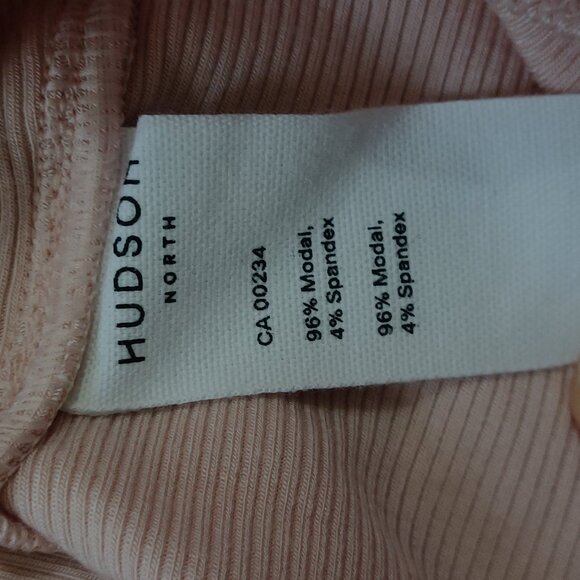 HUDSON
NORTH
CA 00234
96% Modal,
4% Spandex
96% Modal,
4% Spandex